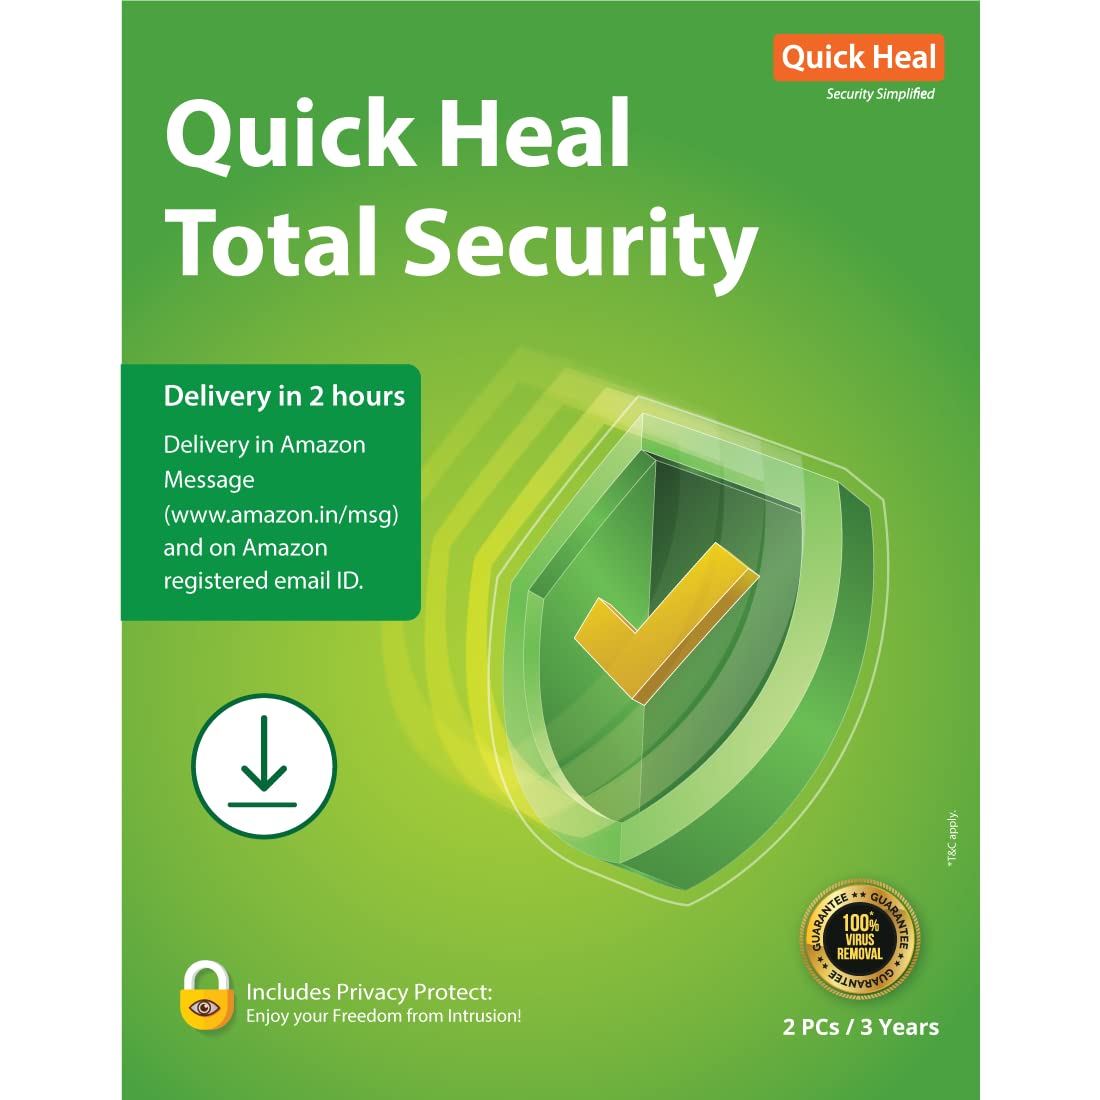 Quick Heal
Security Simplified
Quick Heal
Total Security
Delivery in 2 hours
Delivery in Amazon
Message
(www.amazon.in/msg)
and on Amazon
registered email ID.
*T&C apply.
GUARANTEE ★★ GUARANTEE
100%*
VIRUS
REMOVAL
★★ GUARANTEE ★★
Includes Privacy Protect:
Enjoy your Freedom from Intrusion!
2 PCs / 3 Years